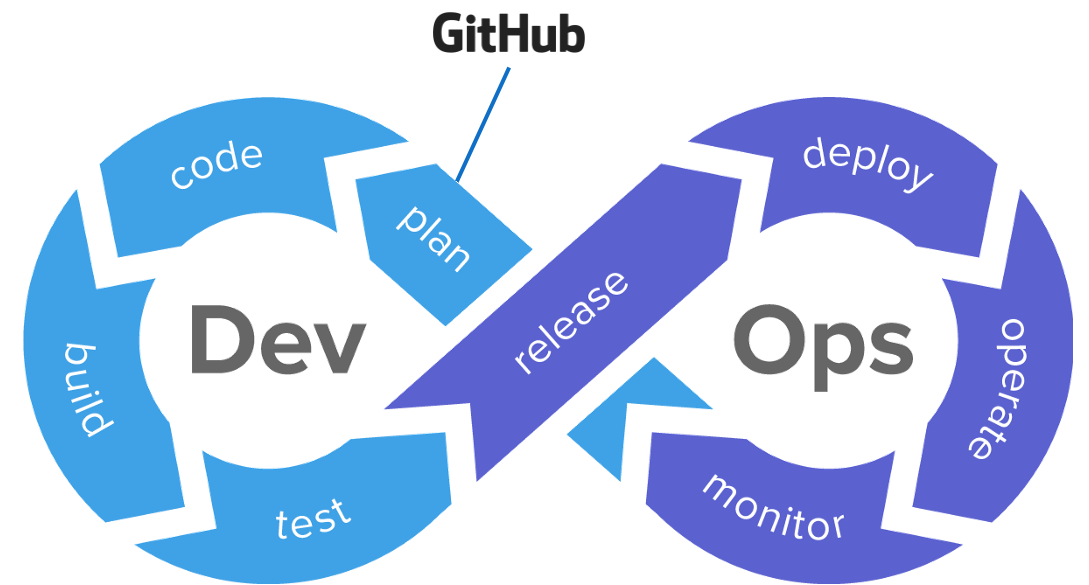 GitHub
plan
code
build
test
release
deploy
operate
monitor
Dev
Ops